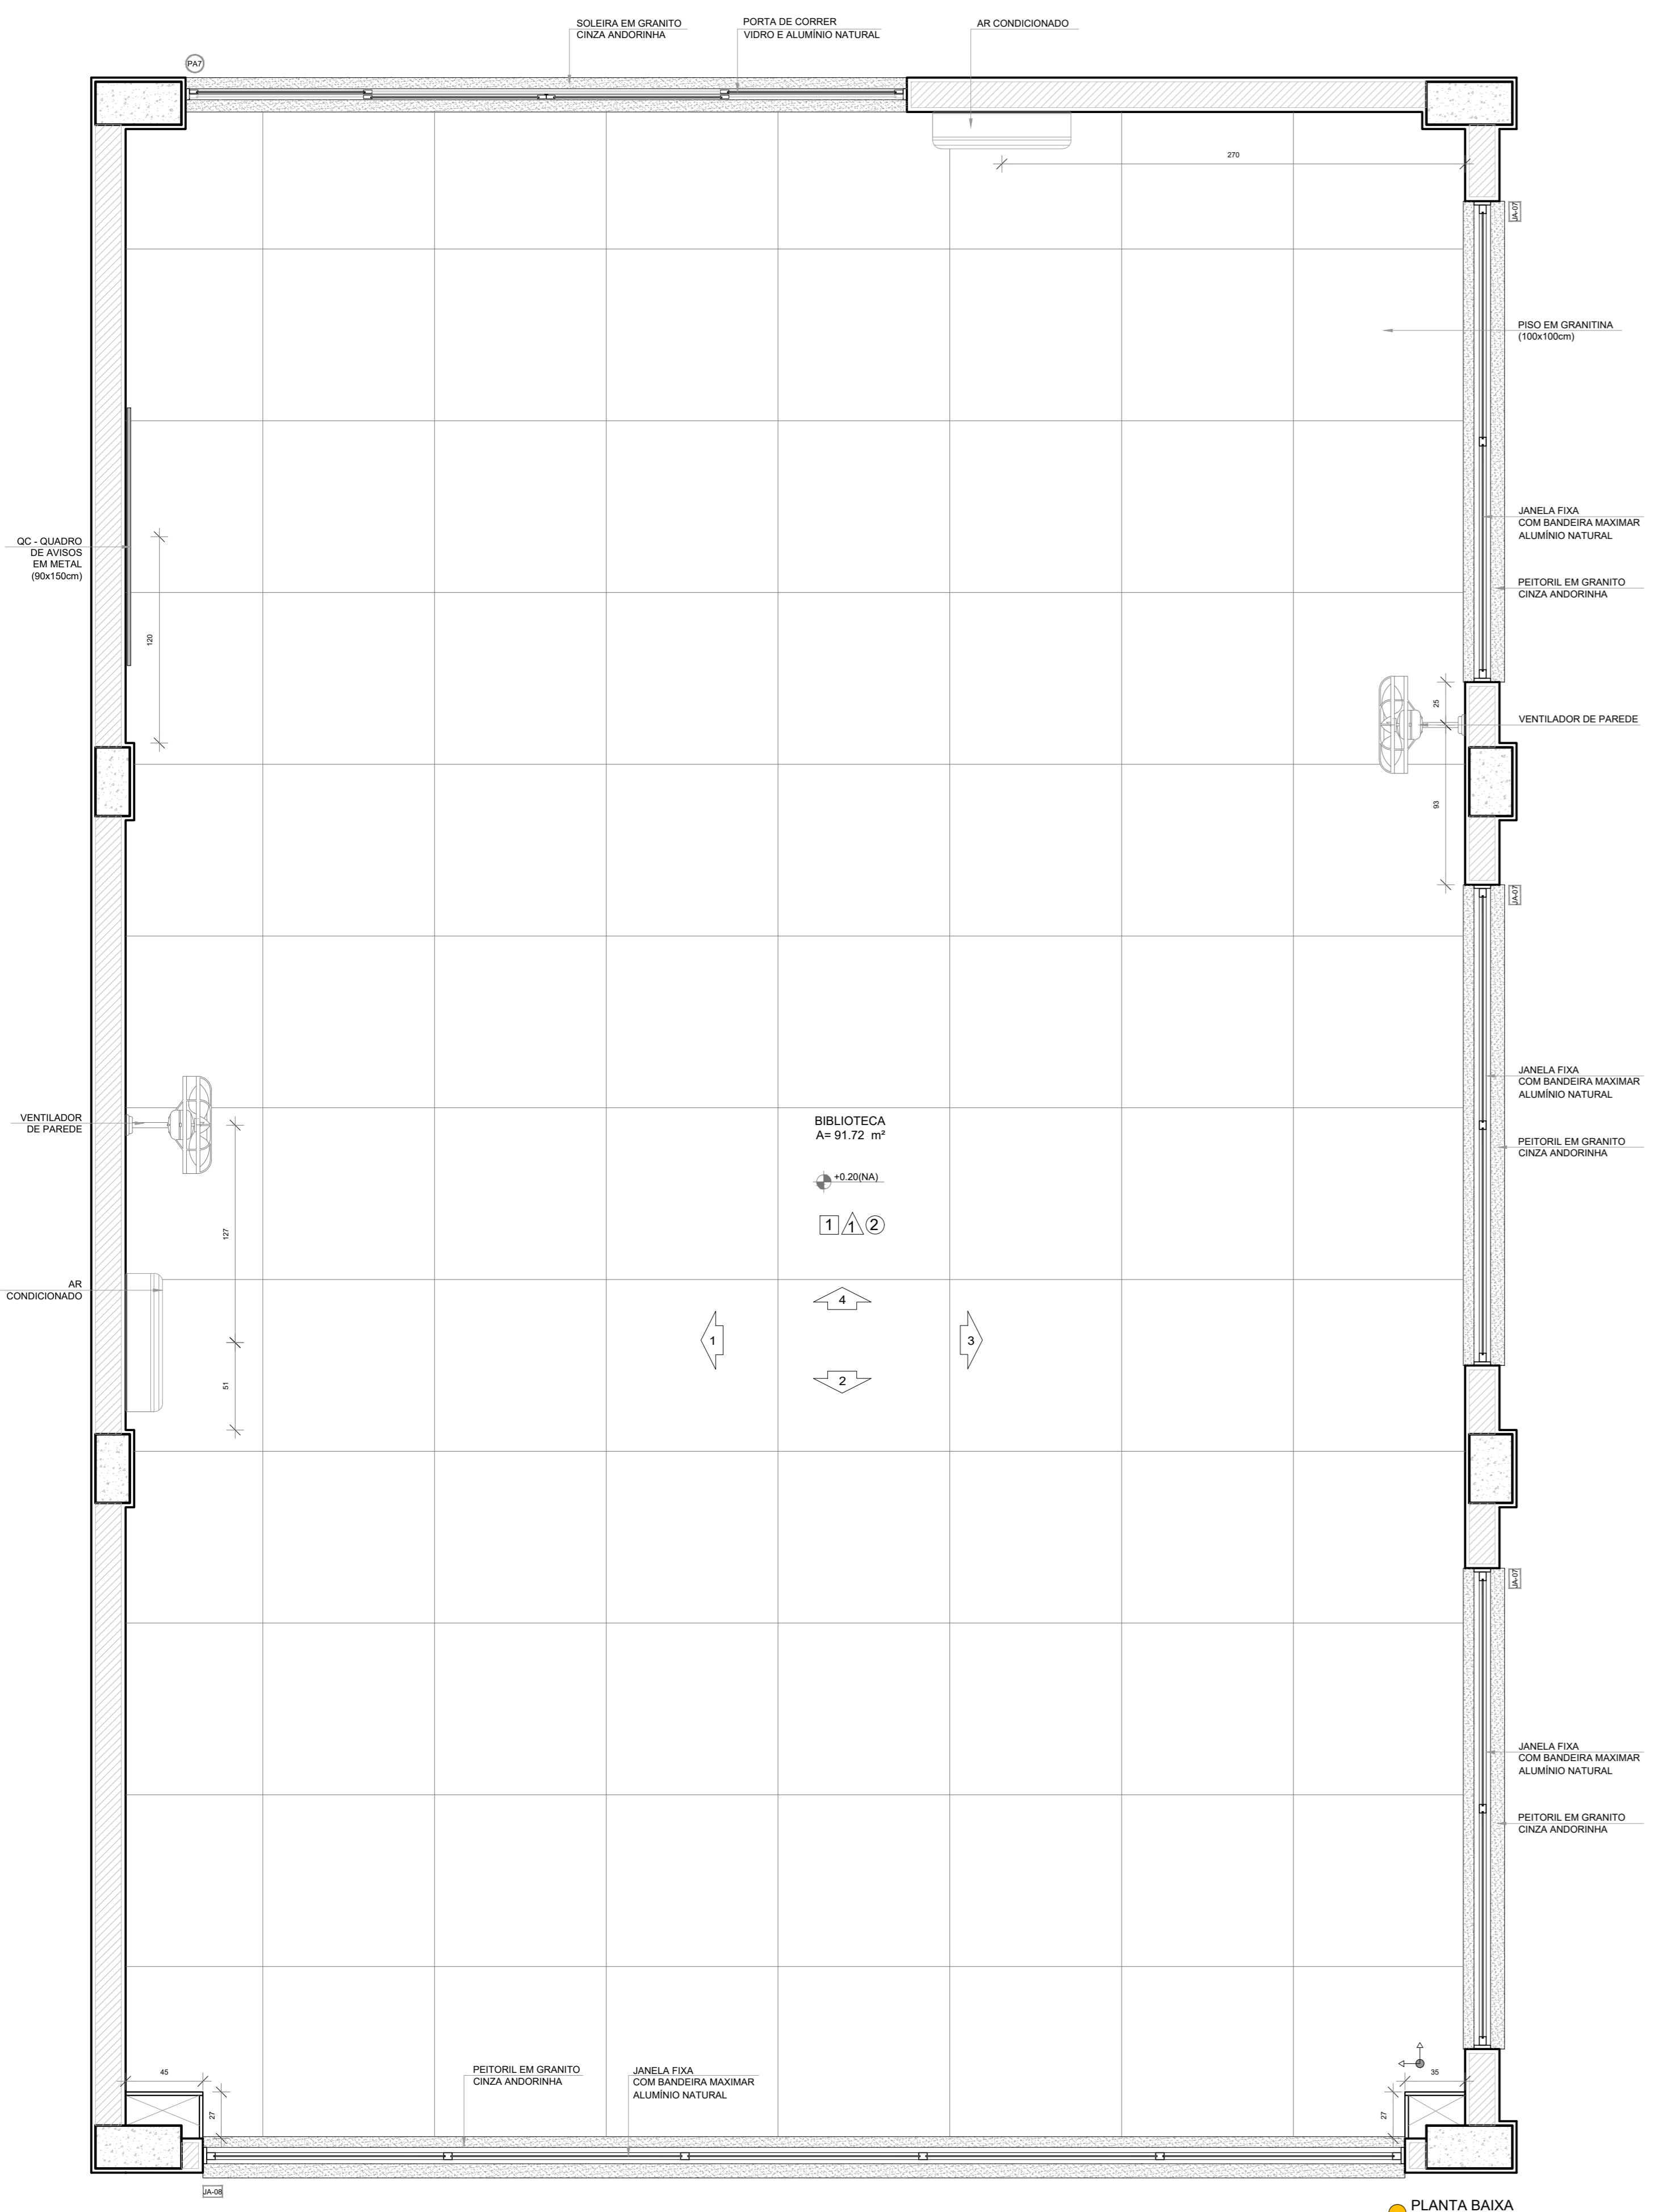 SOLEIRA EM GRANITO
CINZA ANDORINHA
PORTA DE CORRER
VIDRO E ALUMÍNIO NATURAL
AR CONDICIONADO
PA7
270
JA-07
PISO EM GRANITINA
(100x100cm)
JANELA FIXA
COM BANDEIRA MAXIMAR
ALUMÍNIO NATURAL
QC - QUADRO
DE AVISOS
EM METAL
(90x150cm)
PEITORIL EM GRANITO
CINZA ANDORINHA
120
25
VENTILADOR DE PAREDE
93
JA-07
JANELA FIXA
COM BANDEIRA MAXIMAR
ALUMÍNIO NATURAL
VENTILADOR
DE PAREDE
BIBLIOTECA
A= 91.72 m²
PEITORIL EM GRANITO
CINZA ANDORINHA
+0.20(NA)
1 1 2
127
AR
CONDICIONADO
4
1
3
2
51
JA-07
JANELA FIXA
COM BANDEIRA MAXIMAR
ALUMÍNIO NATURAL
PEITORIL EM GRANITO
CINZA ANDORINHA
45
PEITORIL EM GRANITO
CINZA ANDORINHA
JANELA FIXA
COM BANDEIRA MAXIMAR
ALUMÍNIO NATURAL
35
27
27
JA-08
PLANTA BAIXA